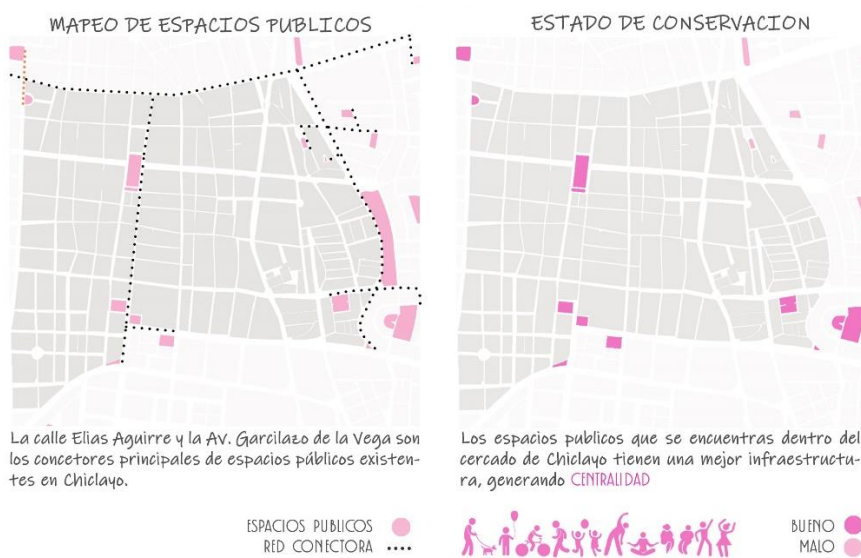 MAPEO DE ESPACIOS PUBLICOS
La calle Elias Aguirre y la Av. Garcilazo de la Vega son
los concetores principales de espacios públicos existen-
tes en Chiclayo.
ESPACIOS PUBLICOS
RED CONECTORA
ESTADO DE CONSERVACION
Los espacios publicos que se encuentras dentro del
cercado de Chiclayo tienen una mejor infraestructu-
ra, generando CENTRALIDAD
BUENO
MALO